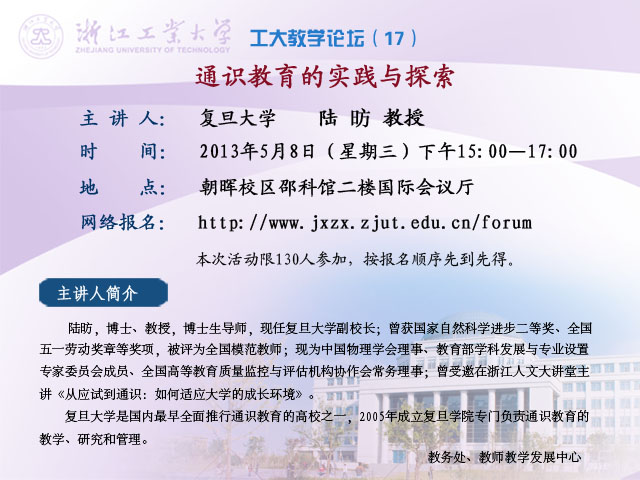 浙江工业大学
ZHEJIANG UNIVERSITY OF TECHNOLOGY
工大教学论坛（17）
通识教育的实践与探索
主 讲 人： 复旦大学 陆 昉 教授
时 间： 2013年5月8日（星期三）下午15:00—17:00
地 点： 朝晖校区邵科馆二楼国际会议厅
网络报名： http://www.jxzx.zjut.edu.cn/forum
本次活动限130人参加，按报名顺序先到先得。
主讲人简介
陆昉，博士、教授，博士生导师，现任复旦大学副校长；曾获国家自然科学进步二等奖、全国
五一劳动奖章等奖项，被评为全国模范教师；现为中国物理学会理事、教育部学科发展与专业设置
专家委员会成员、全国高等教育质量监控与评估机构协作会常务理事；曾受邀在浙江人文大讲堂主
讲《从应试到通识：如何适应大学的成长环境》。
复旦大学是国内最早全面推行通识教育的高校之一，2005年成立复旦学院专门负责通识教育的
教学、研究和管理。
教务处、教师教学发展中心